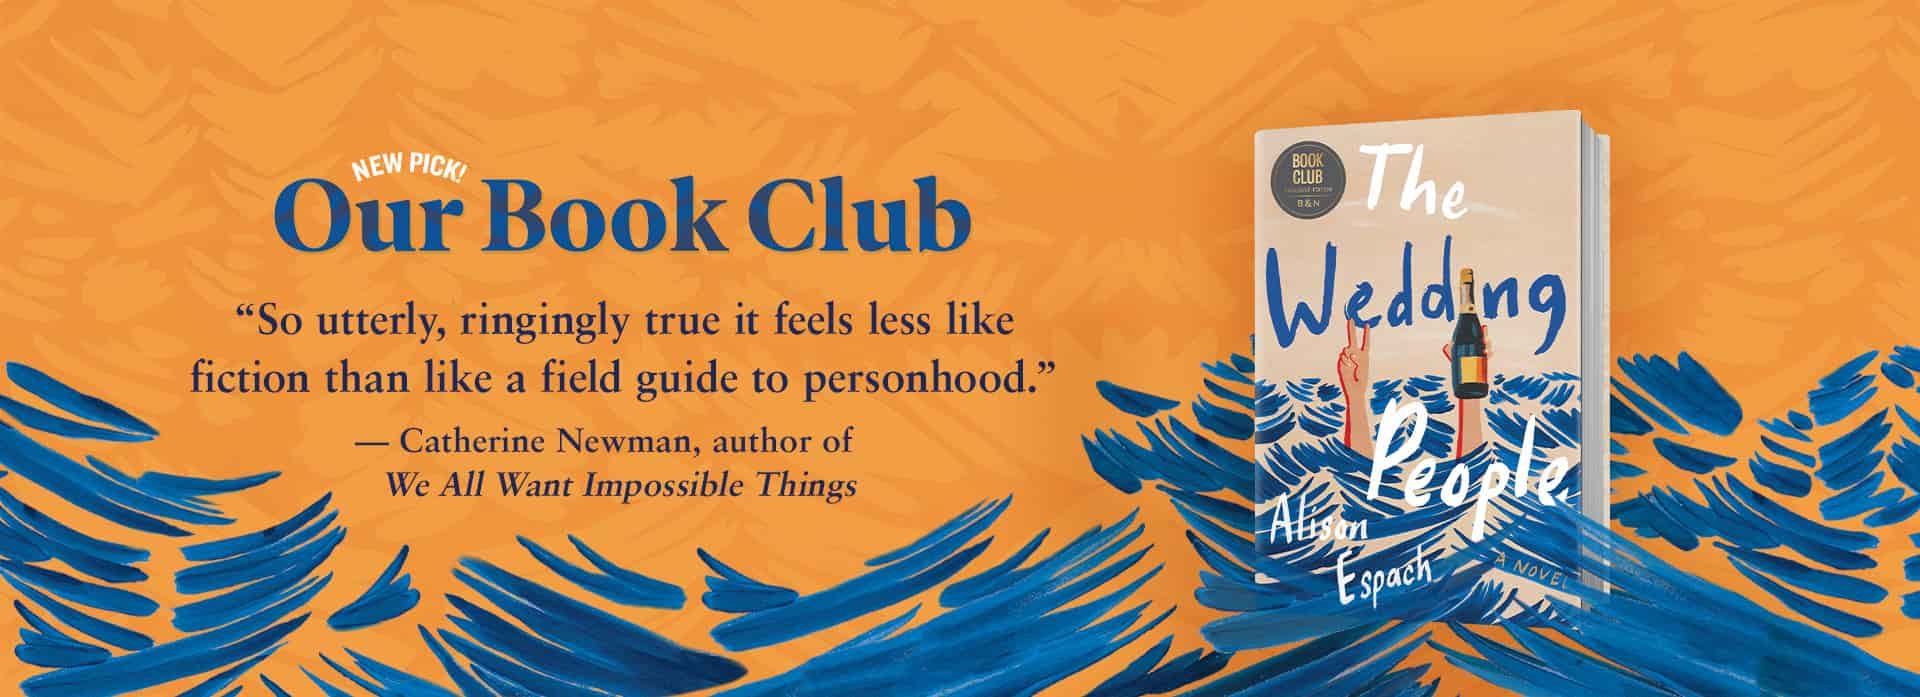 NEW PICK!
Our Book Club
“So utterly, ringingly true it feels less like
fiction than like a field guide to personhood.”
— Catherine Newman, author of
We All Want Impossible Things
BOOK
CLUB
EDITION
B&N
The
Wedding
People
Alison
Espach
A NOVEL